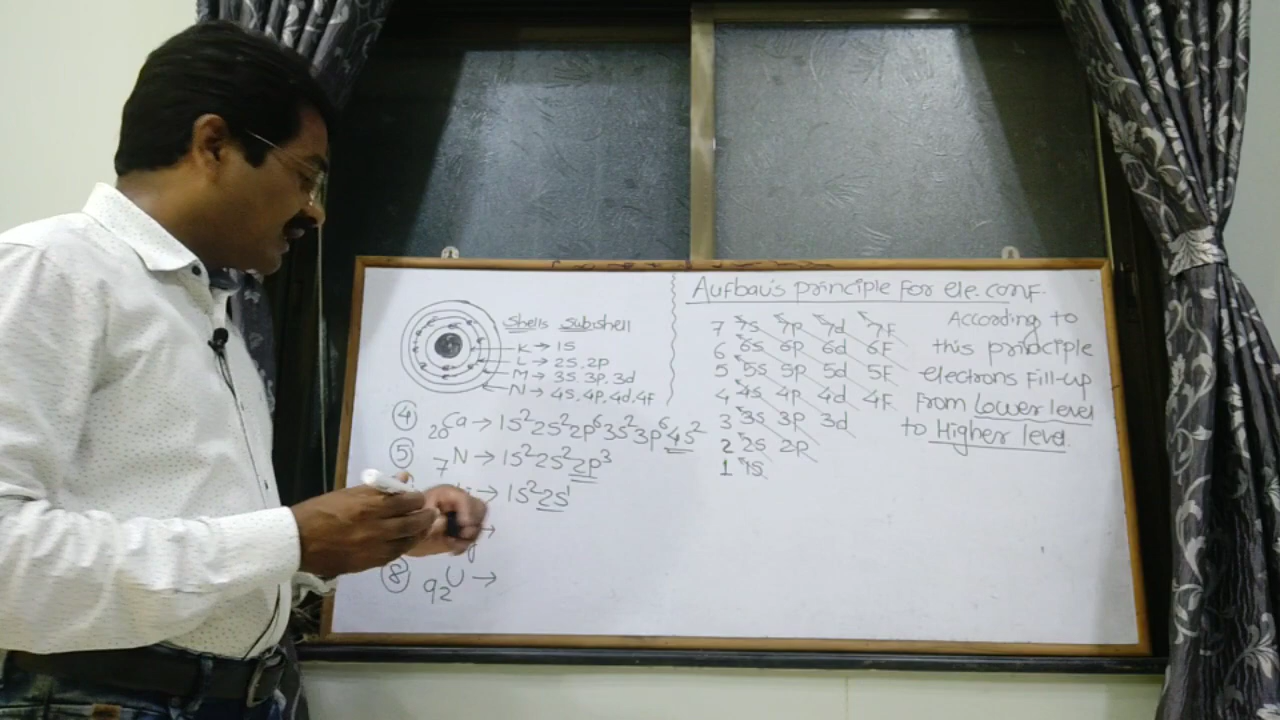 Shells Subshell
K → 1S
L → 2S, 2p
M → 3S, 3p, 3d
N → 4S, 4p, 4d, 4f
④ ₂₀Ca → 1S²2S²2p⁶3S²3p⁶4S²
⑤ ₇N → 1S²2S²2p³
→ 1S²2S¹
→
⑧ ₉₂U →
Aufbau's principle For ele. conf.
7 7S 7p 7d 7F
6 6S 6p 6d 6F
5 5S 5p 5d 5F
4 4S 4p 4d 4F
3 3S 3p 3d
2 2S 2p
1 1S
According to
this principle
electrons Fill-up
From Lower level
to Higher level.